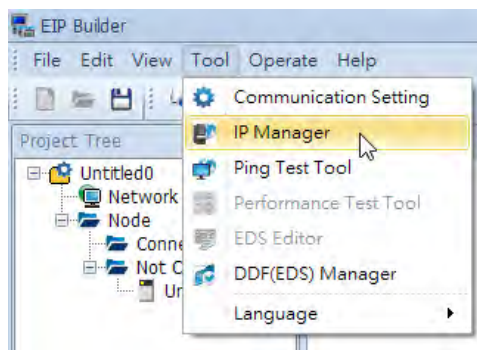 EIP Builder
File Edit View Tool Operate Help
Communication Setting
Project Tree
IP Manager
Untitled0
Ping Test Tool
Network
Performance Test Tool
Node
EDS Editor
Conne
Not C
DDF(EDS) Manager
Un
Language